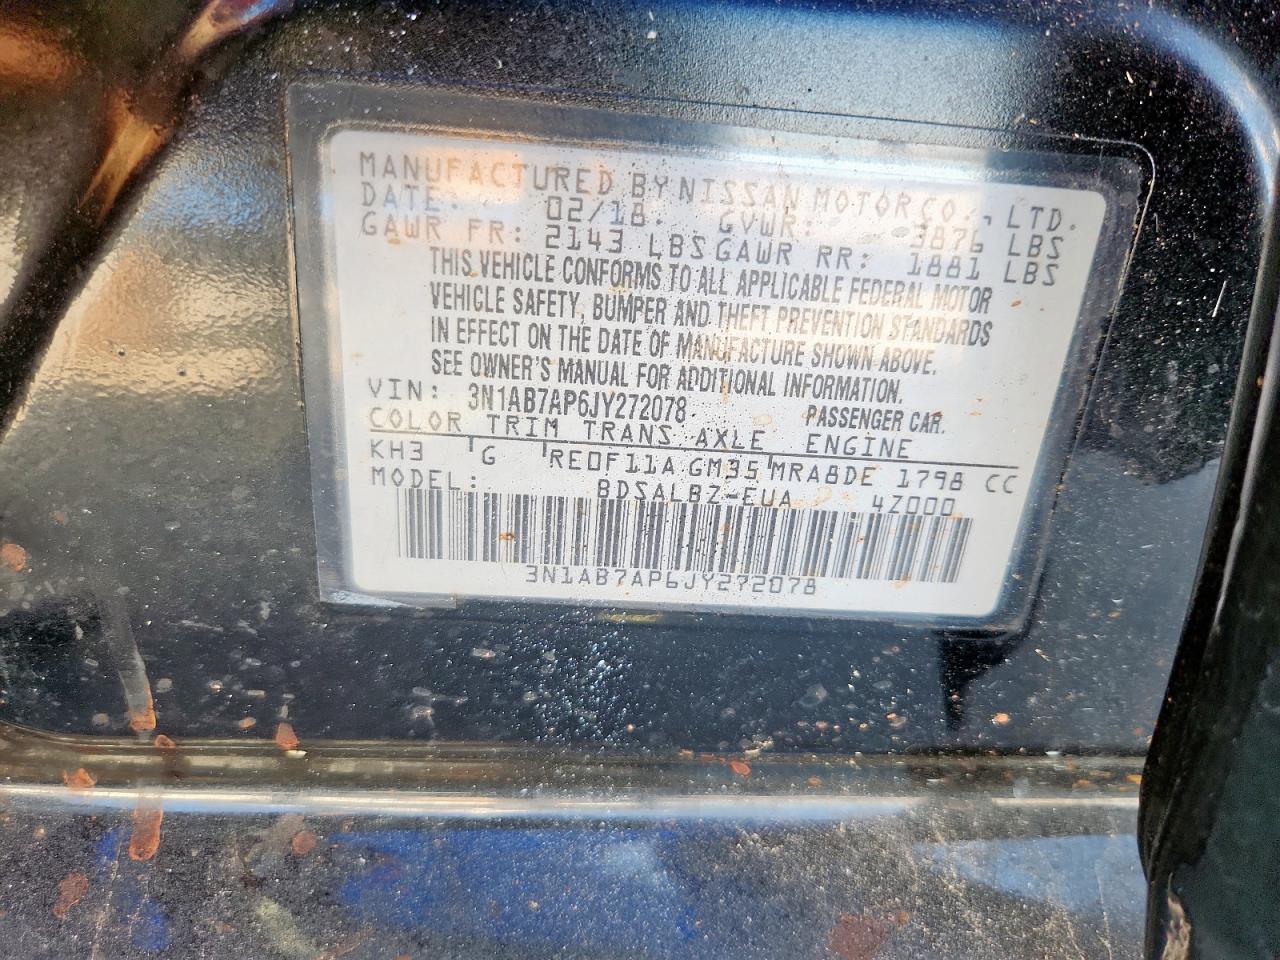 MANUFACTURED BY NISSAN MOTOR CO., LTD.
DATE: 02/18 GVWR: 3876 LBS
GAWR FR: 2143 LBS GAWR RR: 1881 LBS
THIS VEHICLE CONFORMS TO ALL APPLICABLE FEDERAL MOTOR
VEHICLE SAFETY, BUMPER AND THEFT PREVENTION STANDARDS
IN EFFECT ON THE DATE OF MANUFACTURE SHOWN ABOVE.
SEE OWNER'S MANUAL FOR ADDITIONAL INFORMATION.
VIN: 3N1AB7AP6JY272078 PASSENGER CAR.
COLOR TRIM TRANS AXLE ENGINE
KH3 G RE0F11A GM35 MRA8DE 1798 CC
MODEL: BDSALBZ-EUA 4Z000
3N1AB7AP6JY272078